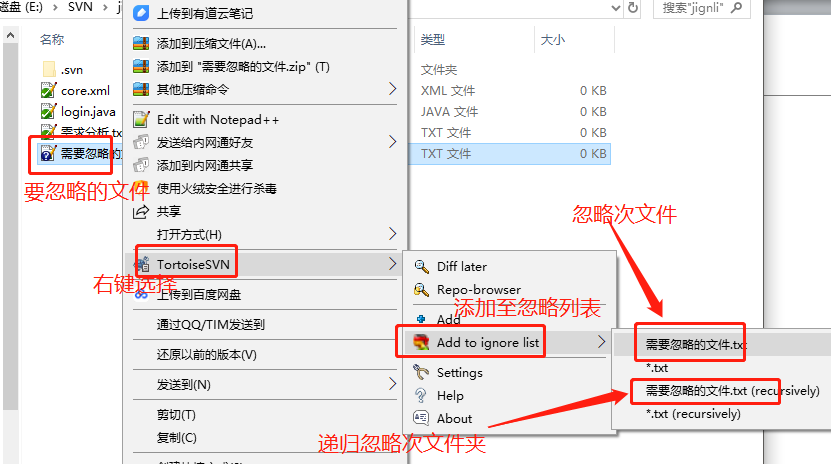 磁盘 (E:) > SVN >
搜索"jignli"
名称
类型
大小
.svn
文件夹
core.xml
XML 文件
0 KB
login.java
JAVA 文件
0 KB
需求分析.tx
TXT 文件
0 KB
需要忽略的
TXT 文件
0 KB
要忽略的文件
上传到有道云笔记
添加到压缩文件(A)...
添加到 "需要忽略的文件.zip" (T)
其他压缩命令
Edit with Notepad++
发送给内网通好友
添加到内网通共享
使用火绒安全进行杀毒
共享
打开方式(H)
TortoiseSVN
右键选择
上传到百度网盘
通过QQ/TIM发送到
还原以前的版本(V)
发送到(N)
剪切(T)
复制(C)
Diff later
Repo-browser
添加至忽略列表
Add
Add to ignore list
Settings
Help
About
忽略次文件
需要忽略的文件.txt
*.txt
需要忽略的文件.txt (recursively)
*.txt (recursively)
递归忽略次文件夹